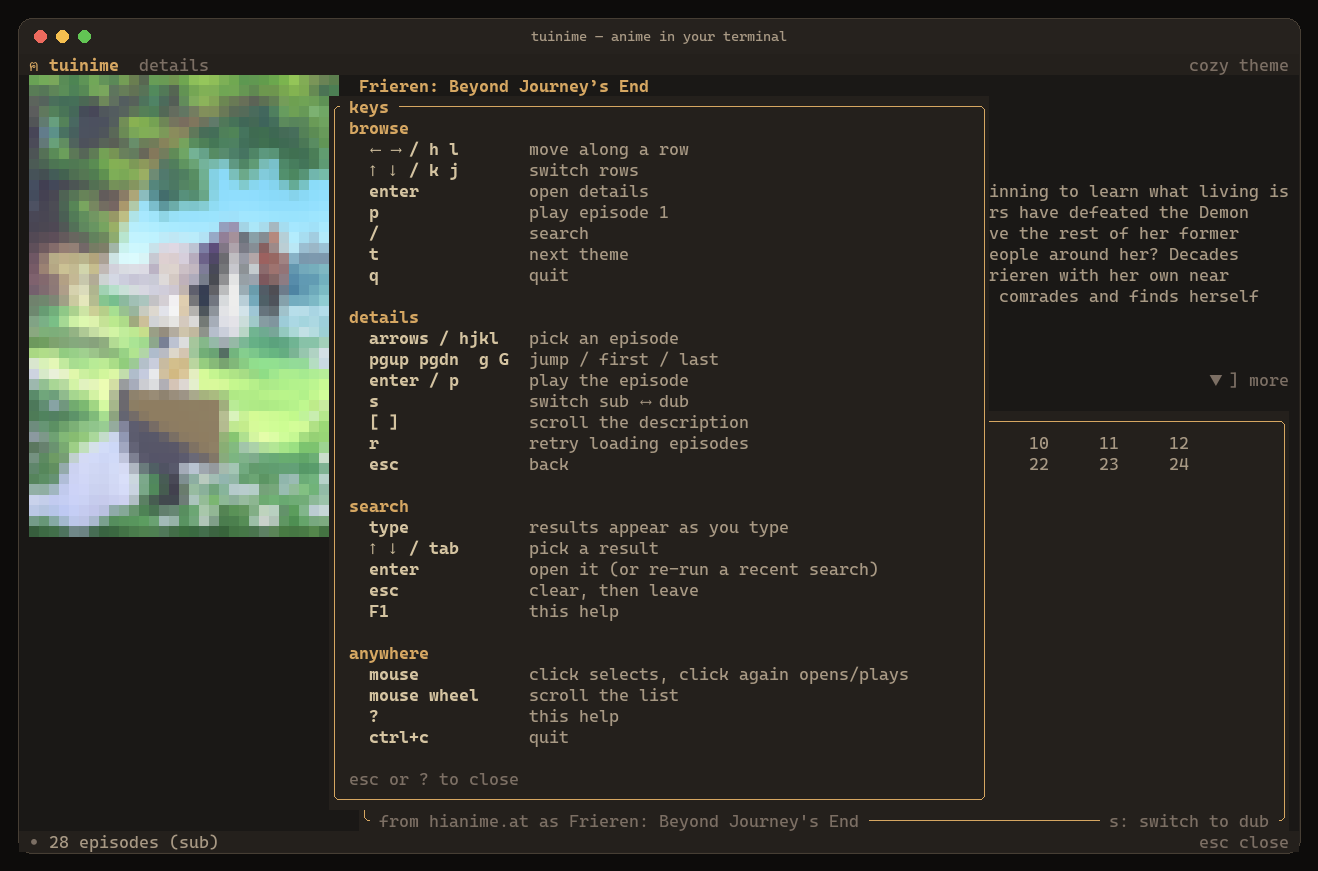 tuinime — anime in your terminal
tuinime details cozy theme
Frieren: Beyond Journey’s End
keys
browse
← → / h l move along a row
↑ ↓ / k j switch rows
enter open details
p play episode 1
/ search
t next theme
q quit
details
arrows / hjkl pick an episode
pgup pgdn g G jump / first / last
enter / p play the episode
s switch sub ↔ dub
[ ] scroll the description
r retry loading episodes
esc back
search
type results appear as you type
↑ ↓ / tab pick a result
enter open it (or re-run a recent search)
esc clear, then leave
F1 this help
anywhere
mouse click selects, click again opens/plays
mouse wheel scroll the list
? this help
ctrl+c quit
esc or ? to close
inning to learn what living is
rs have defeated the Demon
ve the rest of her former
eople around her? Decades
rieren with her own near
comrades and finds herself
▼ ] more
10 11 12
22 23 24
from hianime.at as Frieren: Beyond Journey's End s: switch to dub
• 28 episodes (sub) esc close